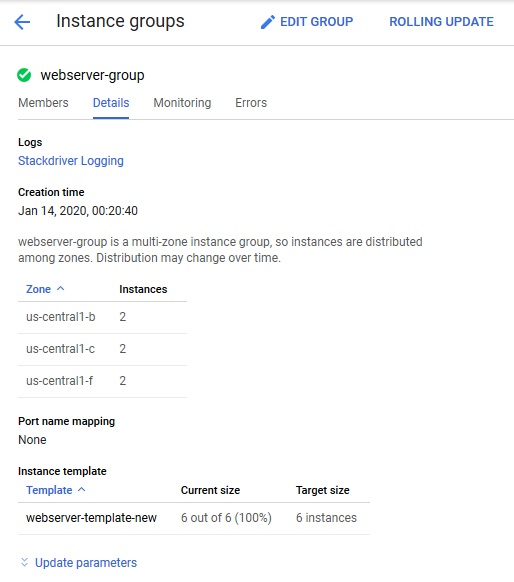 Instance groups EDIT GROUP ROLLING UPDATE
webserver-group
Members Details Monitoring Errors
Logs
Stackdriver Logging
Creation time
Jan 14, 2020, 00:20:40
webserver-group is a multi-zone instance group, so instances are distributed
among zones. Distribution may change over time.
Zone Instances
us-central1-b 2
us-central1-c 2
us-central1-f 2
Port name mapping
None
Instance template
Template Current size Target size
webserver-template-new 6 out of 6 (100%) 6 instances
Update parameters